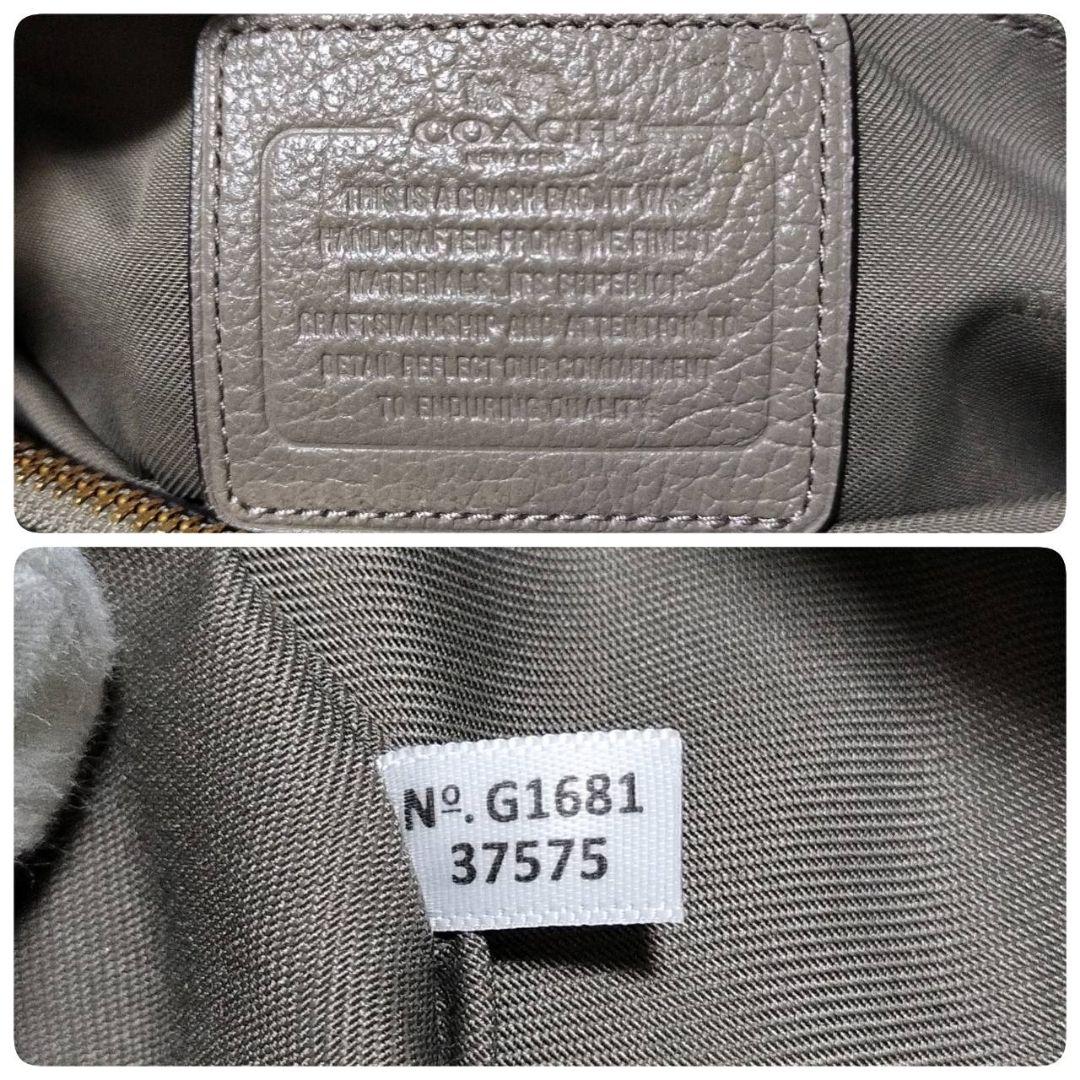 COACH
NEW YORK
THIS IS A COACH BAG. IT WAS
HANDCRAFTED FROM THE FINEST
MATERIALS. ITS SUPERIOR
CRAFTSMANSHIP AND ATTENTION TO
DETAIL REFLECT OUR COMMITMENT
TO ENDURING QUALITY.
Nº. G1681
37575